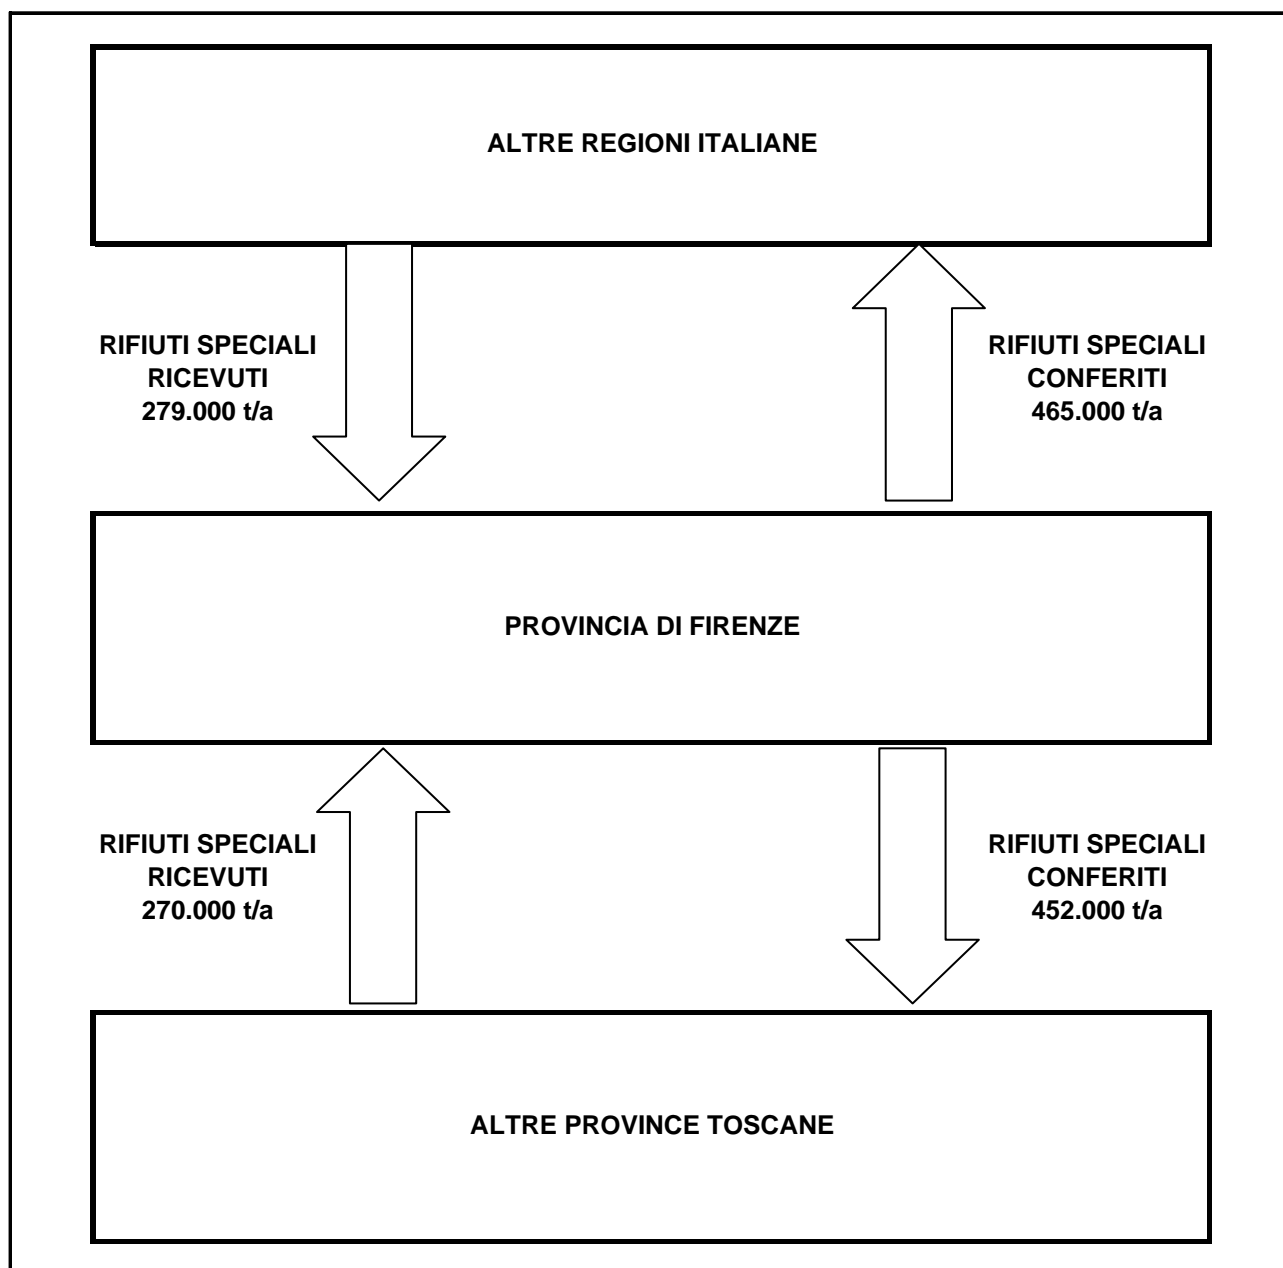 ALTRE REGIONI ITALIANE
RIFIUTI SPECIALI
RICEVUTI
279.000 t/a
RIFIUTI SPECIALI
CONFERITI
465.000 t/a
PROVINCIA DI FIRENZE
RIFIUTI SPECIALI
RICEVUTI
270.000 t/a
RIFIUTI SPECIALI
CONFERITI
452.000 t/a
ALTRE PROVINCE TOSCANE